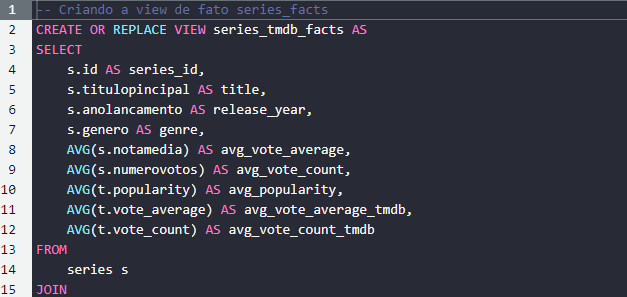 1 -- Criando a view de fato series_facts
2 CREATE OR REPLACE VIEW series_tmdb_facts AS
3 SELECT
4 s.id AS series_id,
5 s.titulopincipal AS title,
6 s.anolancamento AS release_year,
7 s.genero AS genre,
8 AVG(s.notamedia) AS avg_vote_average,
9 AVG(s.numerovotos) AS avg_vote_count,
10 AVG(t.popularity) AS avg_popularity,
11 AVG(t.vote_average) AS avg_vote_average_tmdb,
12 AVG(t.vote_count) AS avg_vote_count_tmdb
13 FROM
14 series s
15 JOIN